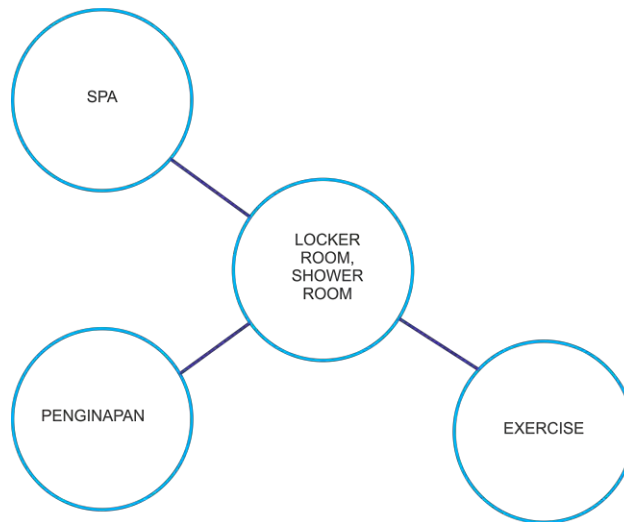 SPA
LOCKER
ROOM,
SHOWER
ROOM
PENGINAPAN
EXERCISE